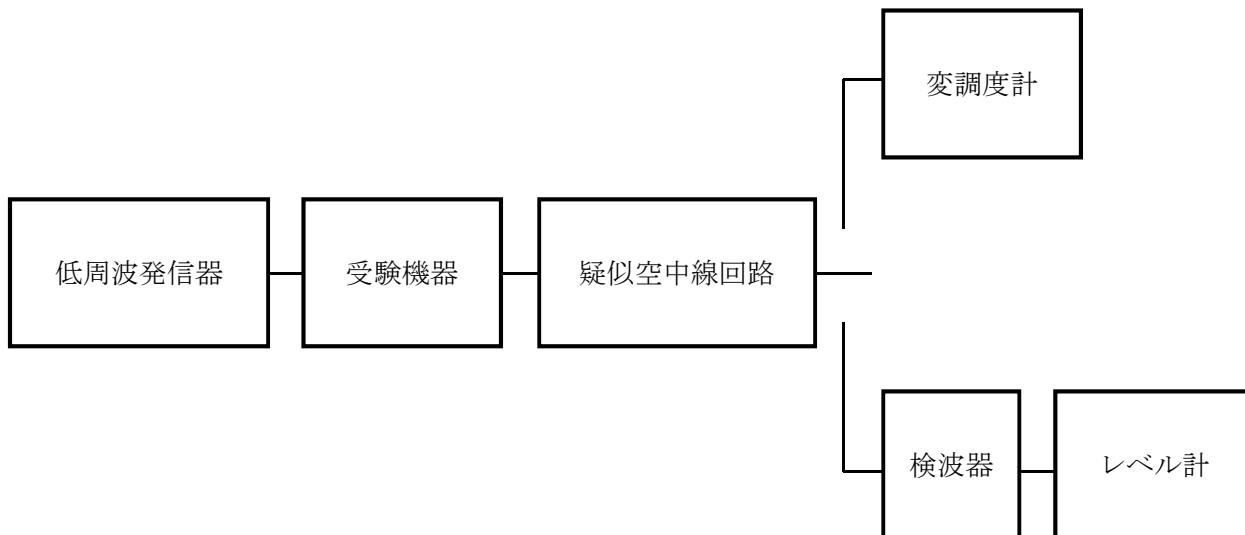 変調度計
低周波発信器
受験機器
疑似空中線回路
検波器
レベル計